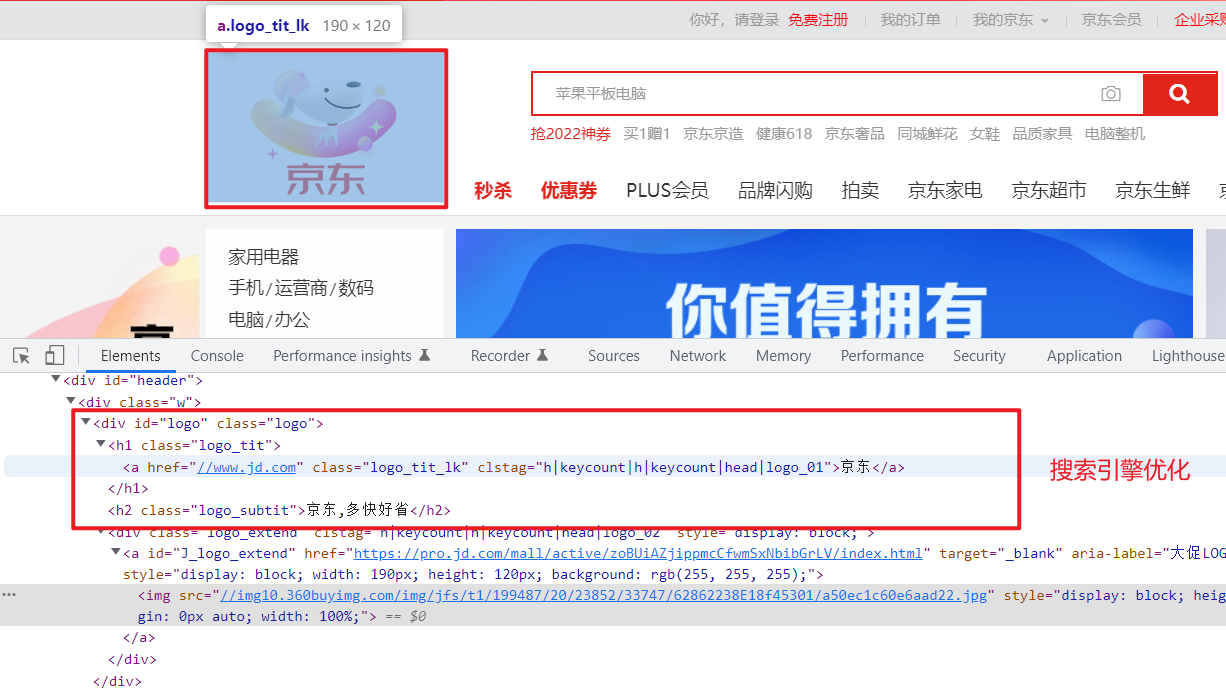 a.logo_tit_lk 190 × 120
你好，请登录 免费注册 我的订单 我的京东 京东会员 企业采购
京东
苹果平板电脑
抢2022神券 买1赠1 京东京造 健康618 京东奢品 同城鲜花 女鞋 品质家具 电脑整机
秒杀 优惠券 PLUS会员 品牌闪购 拍卖 京东家电 京东超市 京东生鲜
家用电器
手机/运营商/数码
电脑/办公
你值得拥有
Elements Console Performance insights Recorder Sources Network Memory Performance Security Application Lighthouse
<div id="header">
<div class="w">
<div id="logo" class="logo">
<h1 class="logo_tit">
<a href="//www.jd.com" class="logo_tit_lk" clstag="h|keycount|h|keycount|head|logo_01">京东</a>
搜索引擎优化
</h1>
<h2 class="logo_subtit">京东,多快好省</h2>
<div class="logo_extend" clstag="h|keycount|h|keycount|head|logo_02" style="display: block;">
<a id="J_logo_extend" href="https://pro.jd.com/mall/active/zoBUiAZjippmcCfwmSxNbibGrLV/index.html" target="_blank" aria-label="大促LOG
style="display: block; width: 190px; height: 120px; background: rgb(255, 255, 255);">
<img src="//img10.360buyimg.com/img/jfs/t1/199487/20/23852/33747/62862238E18f45301/a50ec1c60e6aad22.jpg" style="display: block; heig
gin: 0px auto; width: 100%;"> == $0
</a>
</div>
</div>